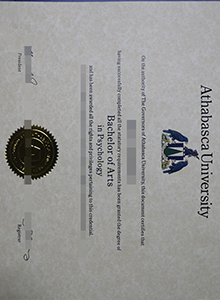 Athabasca University
On the authority of The Governors of Athabasca University, this document certifies that
having successfully completed all the statutory requirements has been granted the degree of
Bachelor of Arts
in Psychology
and has been awarded all the rights and privileges pertaining to this credential.
President
Registrar